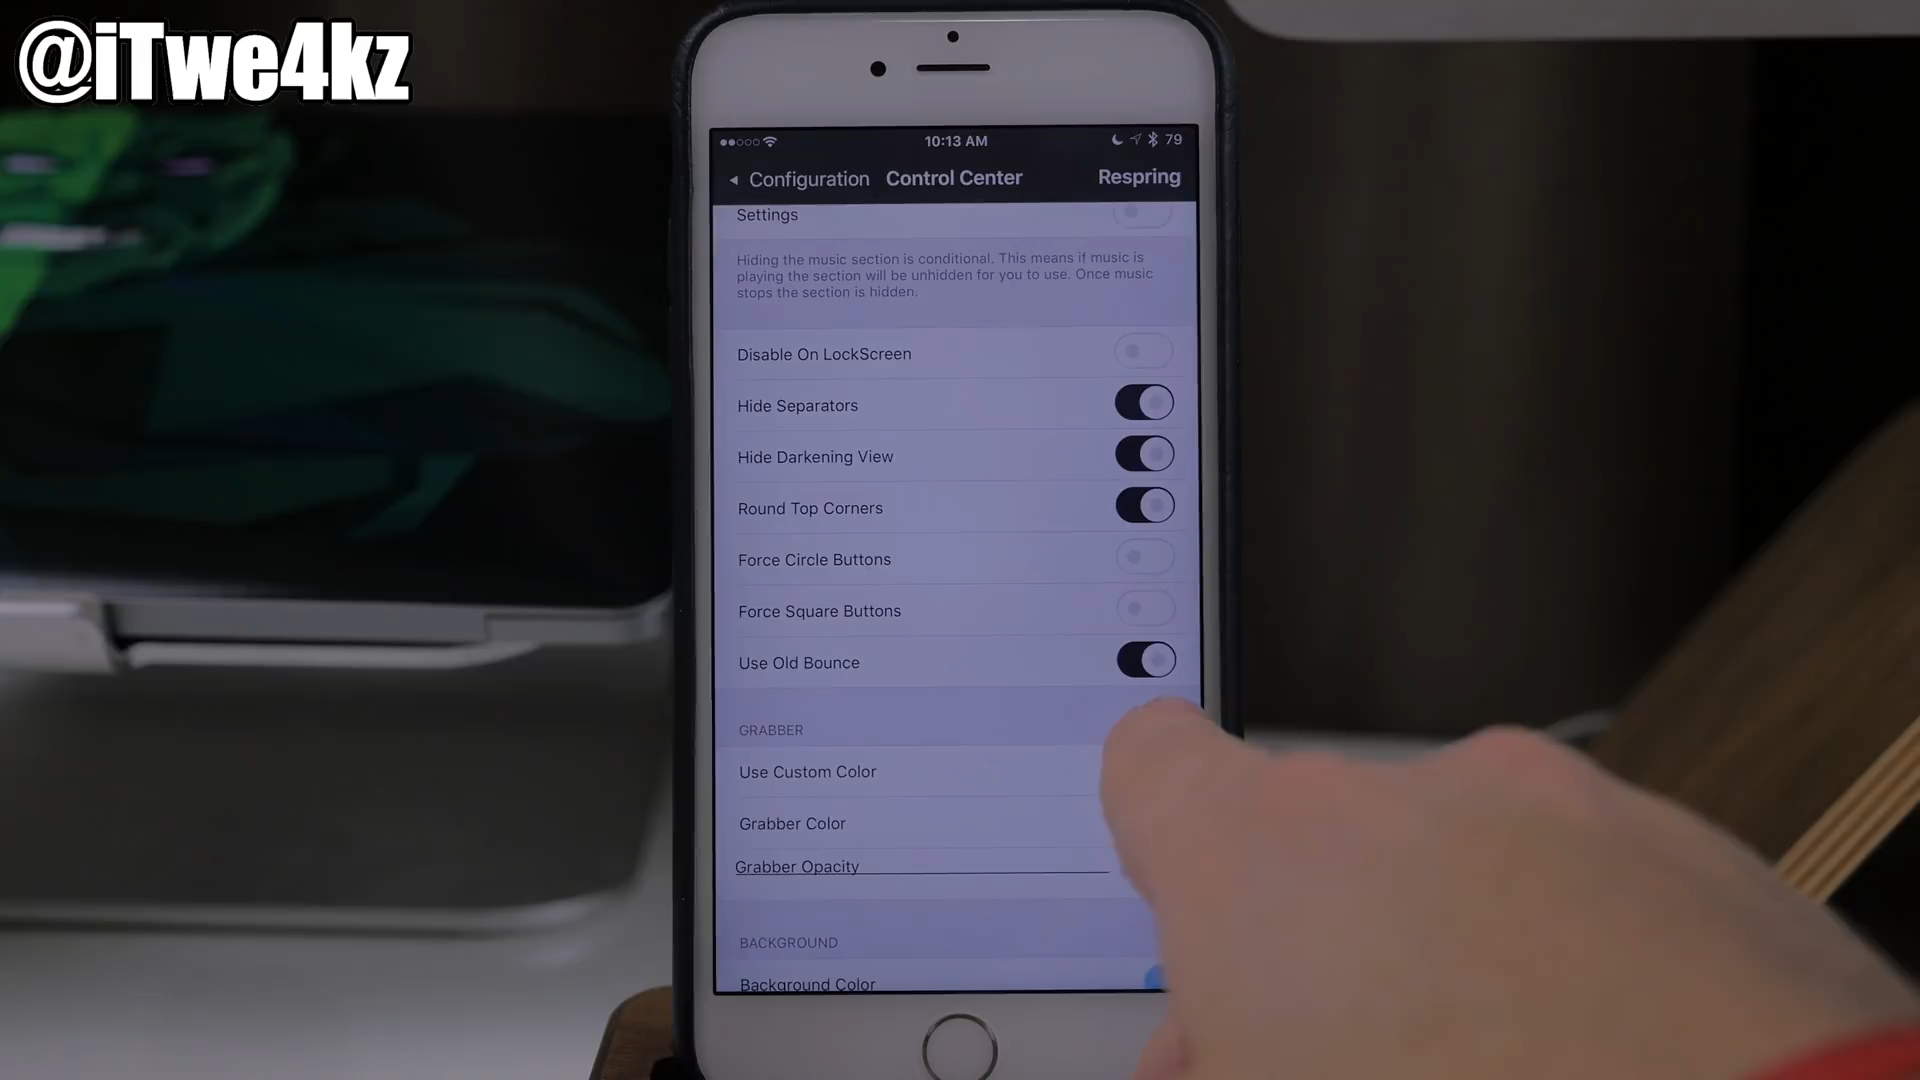 @iTwe4kz
10:13 AM
79
Configuration
Control Center
Respring
Settings
Hiding the music section is conditional. This means if music is
playing the section will be unhidden for you to use. Once music
stops the section is hidden.
Disable On LockScreen
Hide Separators
Hide Darkening View
Round Top Corners
Force Circle Buttons
Force Square Buttons
Use Old Bounce
GRABBER
Use Custom Color
Grabber Color
Grabber Opacity
BACKGROUND
Background Color